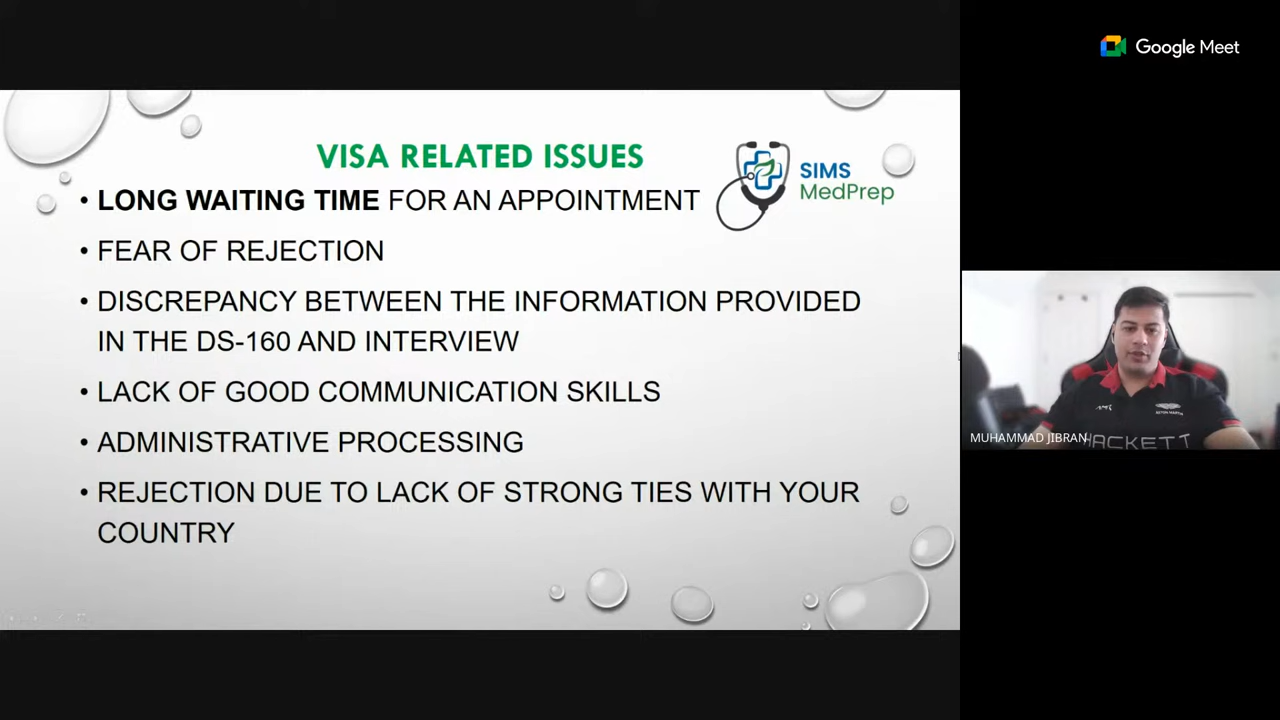 Google Meet
VISA RELATED ISSUES
SIMS
MedPrep
• LONG WAITING TIME FOR AN APPOINTMENT
• FEAR OF REJECTION
• DISCREPANCY BETWEEN THE INFORMATION PROVIDED
IN THE DS-160 AND INTERVIEW
• LACK OF GOOD COMMUNICATION SKILLS
• ADMINISTRATIVE PROCESSING
• REJECTION DUE TO LACK OF STRONG TIES WITH YOUR
COUNTRY
ASTON MARTIN
HACKETT
MUHAMMAD JIBRAN